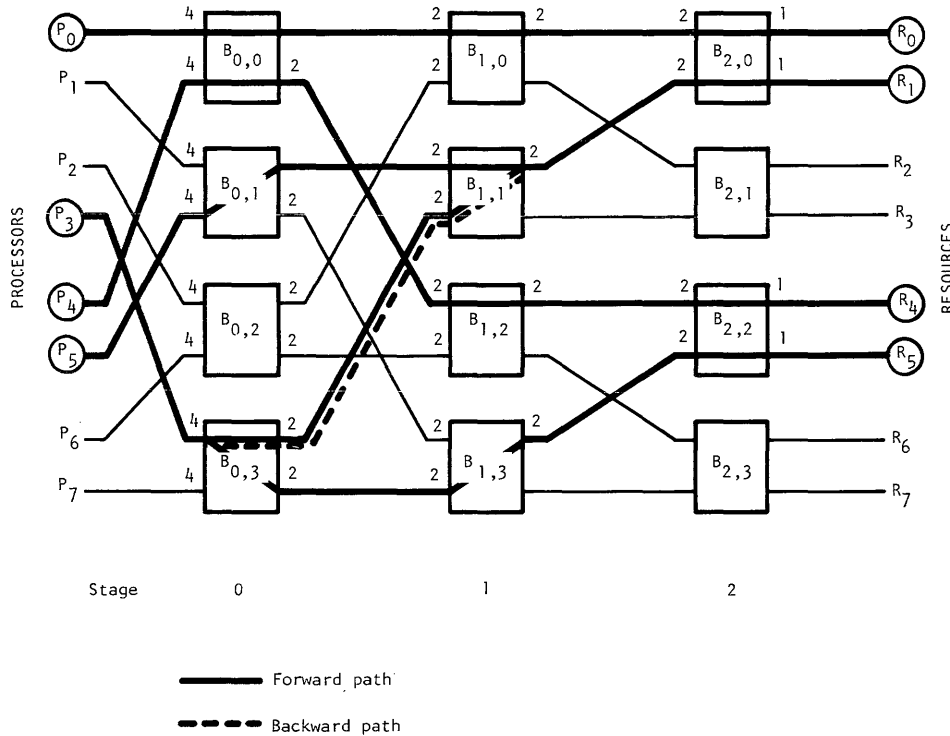 4 2 2 2 1
P0 B0,0 B1,0 B2,0 R0
4 2 2 2 1
P1 R1
4 2 2
P2 B0,1 B1,1 B2,1 R2
4 2
P3 R3
PROCESSORS
RESOURCES
4 2 2 2 2 1
P4 B0,2 B1,2 B2,2 R4
4 2 2 2 1
P5 R5
4 2 2 2
P6 B0,3 B1,3 B2,3 R6
4 2 2
P7 R7
Stage 0 1 2
Forward path
Backward path